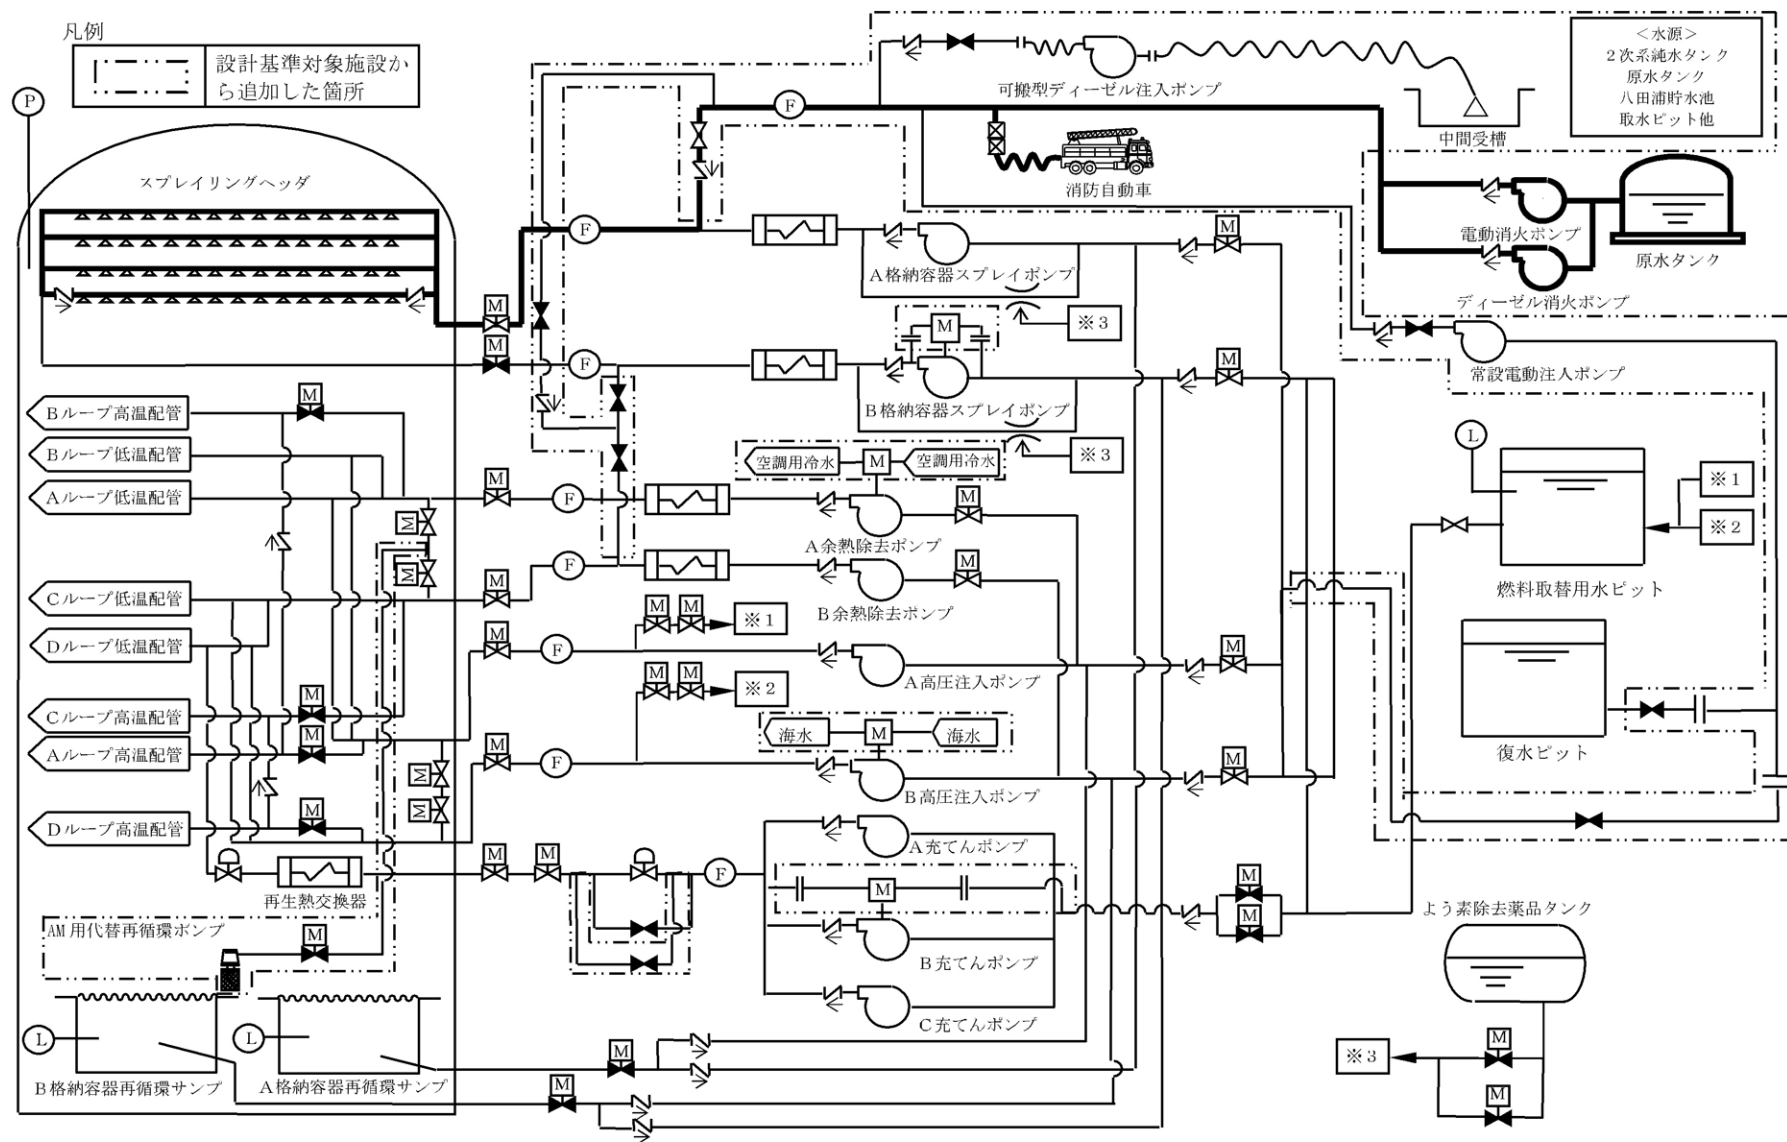 凡例
設計基準対象施設か
ら追加した箇所
P
スプレイリングヘッダ
F
可搬型ディーゼル注入ポンプ
消防自動車
中間受槽
<水源>
2次系純水タンク
原水タンク
八田浦貯水池
取水ピット他
電動消火ポンプ
原水タンク
ディーゼル消火ポンプ
F
M
A格納容器スプレイポンプ
M
※3
M
M
F
M
B格納容器スプレイポンプ
※3
常設電動注入ポンプ
Bループ高温配管
M
Bループ低温配管
空調用冷水
M
空調用冷水
L
Aループ低温配管
M
F
M
M
A余熱除去ポンプ
※1
※2
燃料取替用水ピット
M
Cループ低温配管
M
F
M
B余熱除去ポンプ
Dループ低温配管
M
F
M
M
※1
A高圧注入ポンプ
M
復水ピット
Cループ高温配管
M
M
M
※2
Aループ高温配管
M
M
F
海水
M
海水
B高圧注入ポンプ
M
M
M
Dループ高温配管
M
再生熱交換器
M
M
F
A充てんポンプ
M
B充てんポンプ
C充てんポンプ
M
M
よう素除去薬品タンク
AM用代替再循環ポンプ
M
L
B格納容器再循環サンプ
L
A格納容器再循環サンプ
M
M
※3
M
M